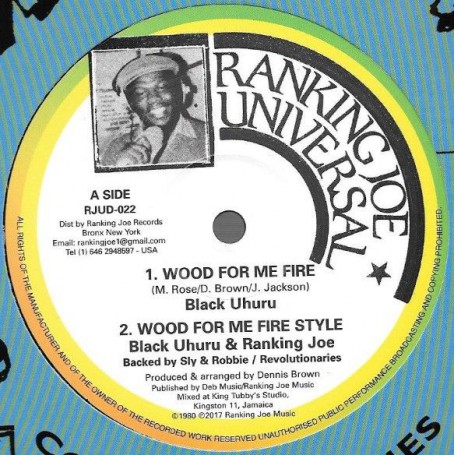 RANKING JOE
UNIVERSAL
A SIDE
RJUD-022
Dist by Ranking Joe Records
Bronx New York
Email: rankingjoe1@gmail.com
Tel (1) 646 2948697 - USA
1. WOOD FOR ME FIRE
(M. Rose/D. Brown/J. Jackson)
Black Uhuru
2. WOOD FOR ME FIRE STYLE
Black Uhuru & Ranking Joe
Backed by Sly & Robbie / Revolutionaries
Produced & arranged by Dennis Brown
Published by Deb Music/Ranking Joe Music
Mixed at King Tubby's Studio,
Kingston 11, Jamaica
©1980 ℗2017 Ranking Joe Music
ALL RIGHTS OF THE MANUFACTURER AND OF THE OWNER OF THE RECORDED WORK RESERVED UNAUTHORISED PUBLIC PERFORMANCE BROADCASTING AND COPYING PROHIBITED.